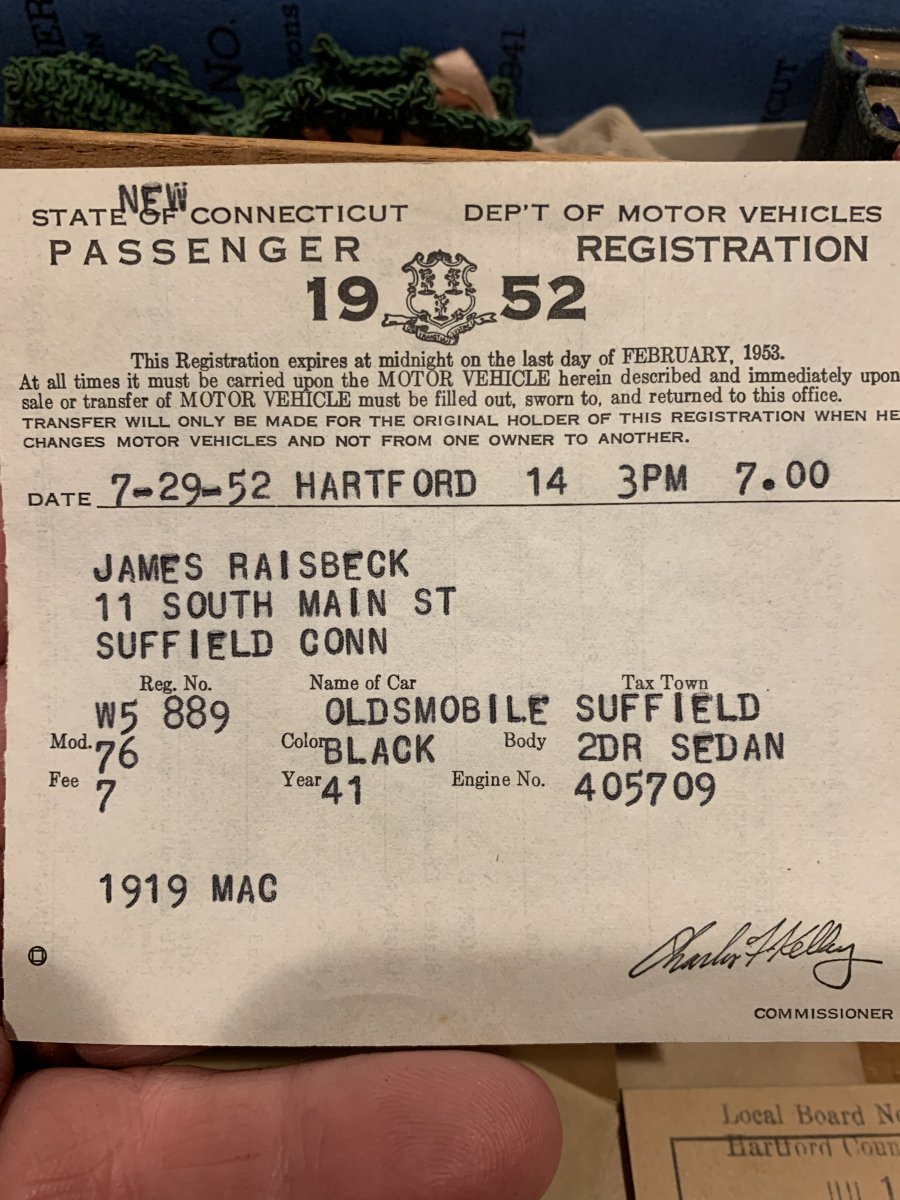 NO.
1941
NEW
STATE OF CONNECTICUT DEP'T OF MOTOR VEHICLES
PASSENGER REGISTRATION
19 52
This Registration expires at midnight on the last day of FEBRUARY, 1953.
At all times it must be carried upon the MOTOR VEHICLE herein described and immediately upon
sale or transfer of MOTOR VEHICLE must be filled out, sworn to, and returned to this office.
TRANSFER WILL ONLY BE MADE FOR THE ORIGINAL HOLDER OF THIS REGISTRATION WHEN HE
CHANGES MOTOR VEHICLES AND NOT FROM ONE OWNER TO ANOTHER.
DATE 7-29-52 HARTFORD 14 3PM 7.00
JAMES RAISBECK
11 SOUTH MAIN ST
SUFFIELD CONN
Reg. No. Name of Car Tax Town
W5 889 OLDSMOBILE SUFFIELD
Mod. 76 Color BLACK Body 2DR SEDAN
Fee 7 Year 41 Engine No. 405709
1919 MAC
Charles F Kelley
COMMISSIONER
Local Board No
Hartford Coun